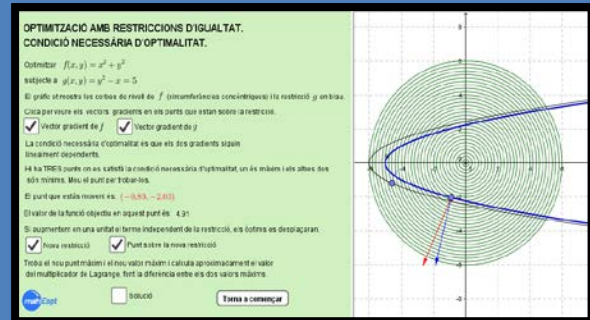 OPTIMITZACIÓ AMB RESTRICCIONS D'IGUALTAT.
CONDICIÓ NECESSÀRIA D'OPTIMALITAT.
Optimitzar f(x, y) = x² + y²
subjecte a g(x, y) = y² − x = 5
El gràfic et mostra les corbes de nivell de f (circumferències concèntriques) i la restricció g en blau.
Clica per veure els vectors gradients en els punts que estan sobre la restricció.
Vector gradient de f Vector gradient de g
La condició necessària d'optimalitat és que els dos gradients siguin
linealment dependents.
Hi ha TRES punts on es satisfà la condició necessària d'optimalitat, un és màxim i els altres dos
són mínims. Mou el punt per trobar-los.
El punt que estàs movent és: (−0,89, −2,03)
El valor de la funció objectiu en aquest punt és: 4,91
Si augmentem en una unitat el terme independent de la restricció, els òptims es desplaçaran.
Nova restricció Punt sobre la nova restricció
Troba el nou punt màxim i el nou valor màxim i calcula aproximadament el valor
del multiplicador de Lagrange, fent la diferència entre els dos valors màxims.
Solució Torna a començar